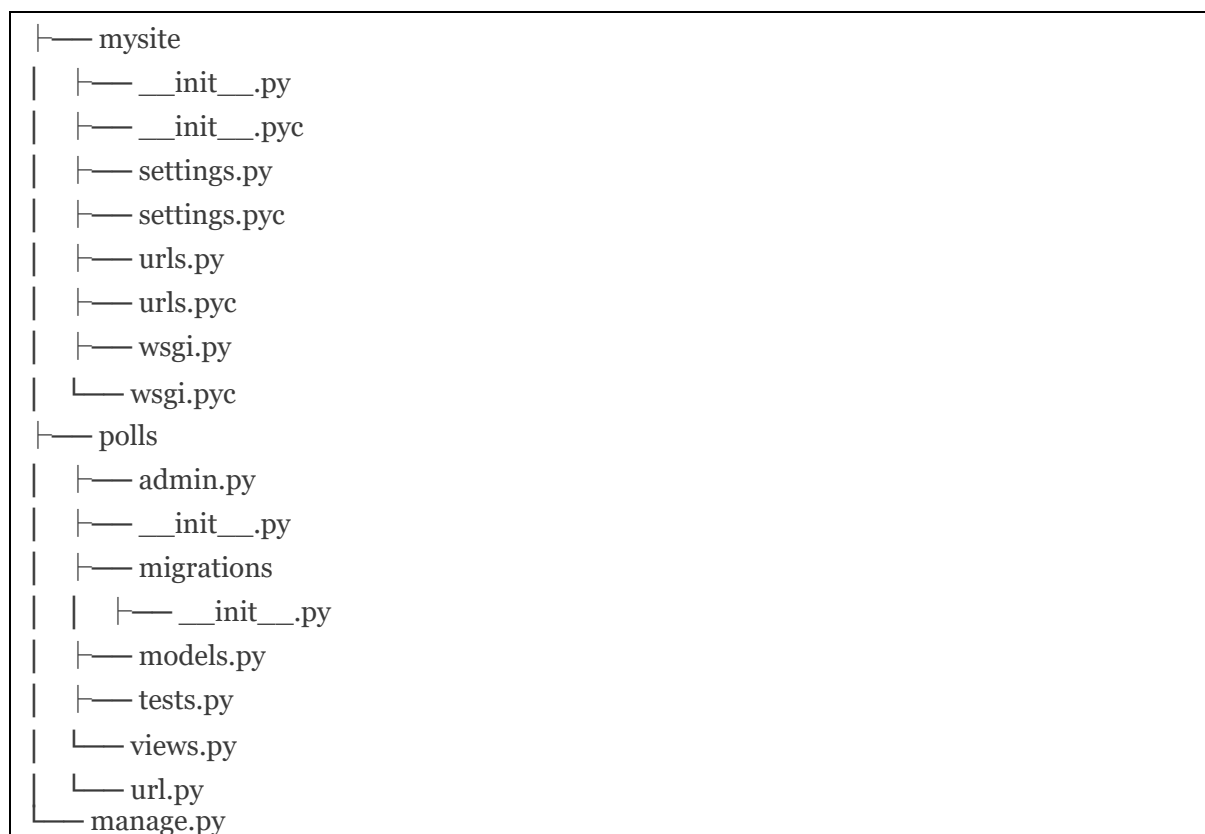 ├── mysite
│   ├── __init__.py
│   ├── __init__.pyc
│   ├── settings.py
│   ├── settings.pyc
│   ├── urls.py
│   ├── urls.pyc
│   ├── wsgi.py
│   └── wsgi.pyc
├── polls
│   ├── admin.py
│   ├── __init__.py
│   ├── migrations
│   │   ├── __init__.py
│   ├── models.py
│   ├── tests.py
│   └── views.py
│   └── url.py
└── manage.py